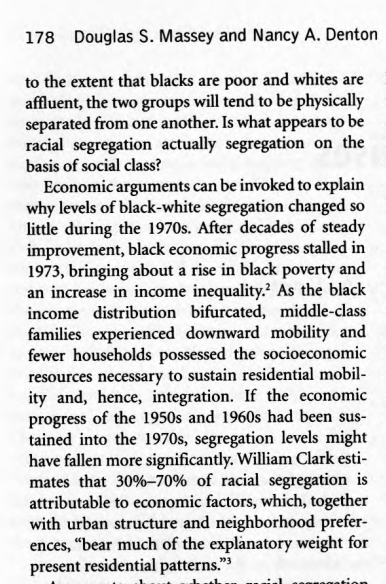 178 Douglas S. Massey and Nancy A. Denton
to the extent that blacks are poor and whites are
affluent, the two groups will tend to be physically
separated from one another. Is what appears to be
racial segregation actually segregation on the
basis of social class?
Economic arguments can be invoked to explain
why levels of black-white segregation changed so
little during the 1970s. After decades of steady
improvement, black economic progress stalled in
1973, bringing about a rise in black poverty and
an increase in income inequality.² As the black
income distribution bifurcated, middle-class
families experienced downward mobility and
fewer households possessed the socioeconomic
resources necessary to sustain residential mobil-
ity and, hence, integration. If the economic
progress of the 1950s and 1960s had been sus-
tained into the 1970s, segregation levels might
have fallen more significantly. William Clark esti-
mates that 30%–70% of racial segregation is
attributable to economic factors, which, together
with urban structure and neighborhood prefer-
ences, “bear much of the explanatory weight for
present residential patterns.”³